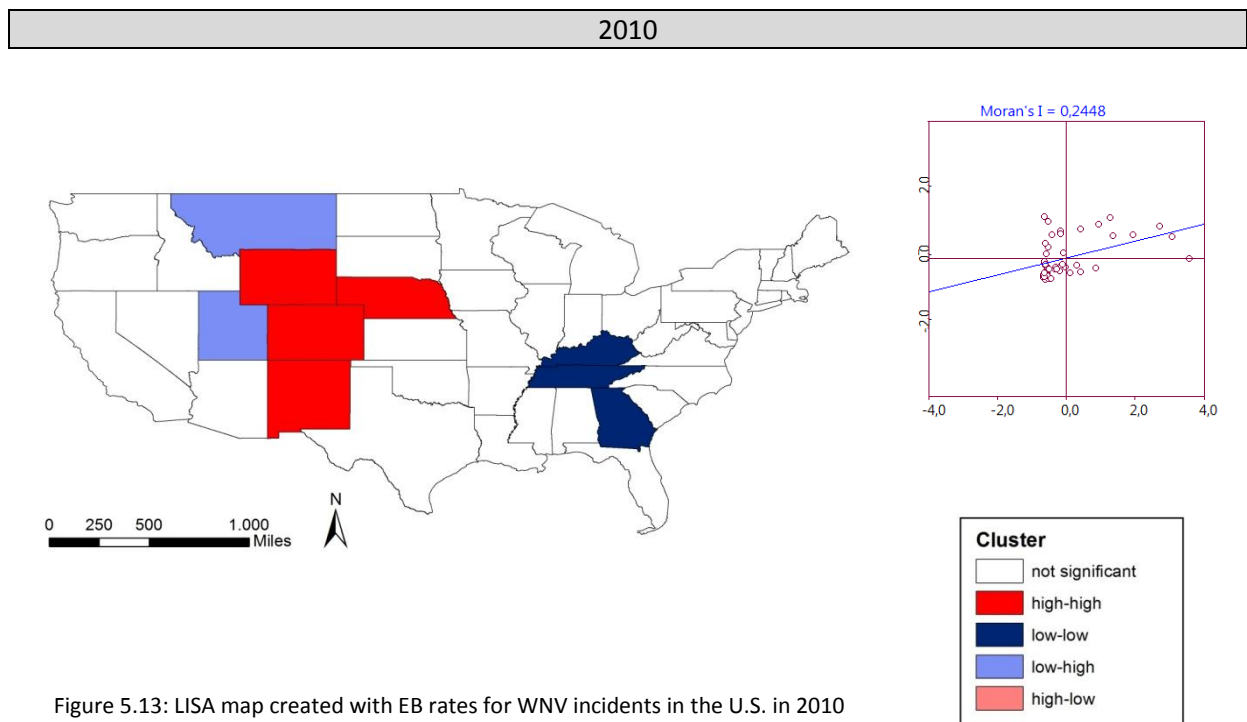 2010
Moran's I = 0,2448
2,0
0,0
-2,0
-4,0 -2,0 0,0 2,0 4,0
N
0 250 500 1.000
Miles
Cluster
not significant
high-high
low-low
low-high
high-low
Figure 5.13: LISA map created with EB rates for WNV incidents in the U.S. in 2010